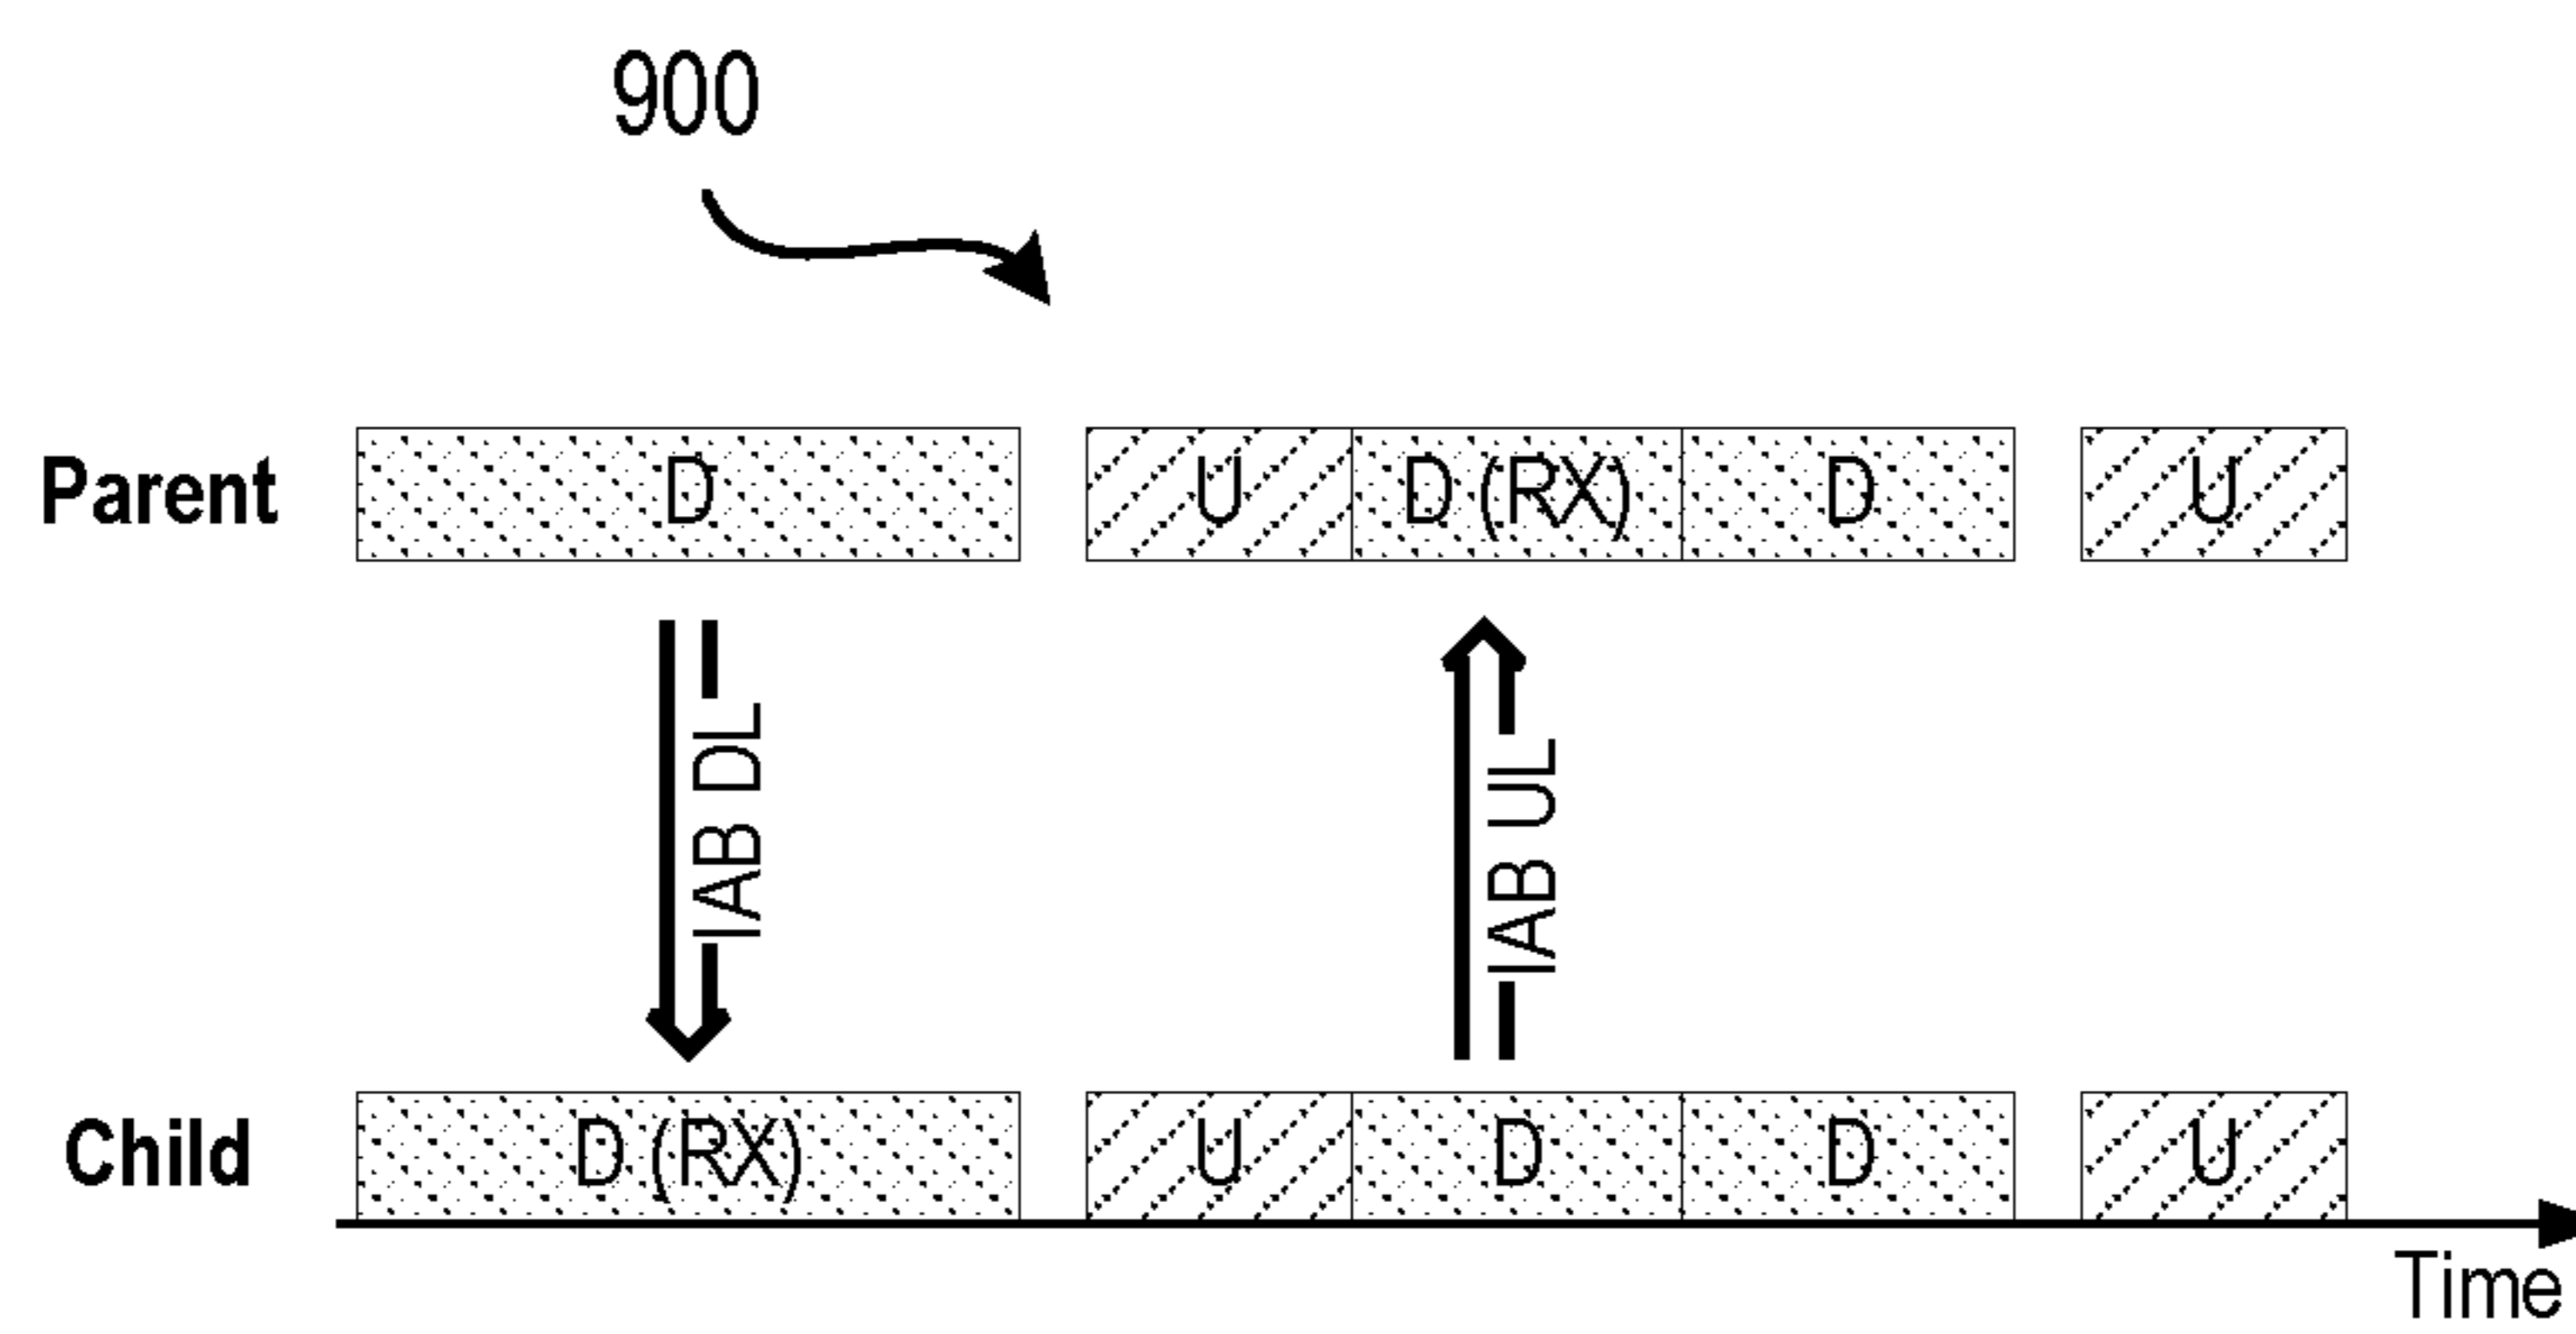 900
Parent
D
U
D (RX)
D
U
IAB DL
IAB UL
Child
D (RX)
U
D
D
U
Time